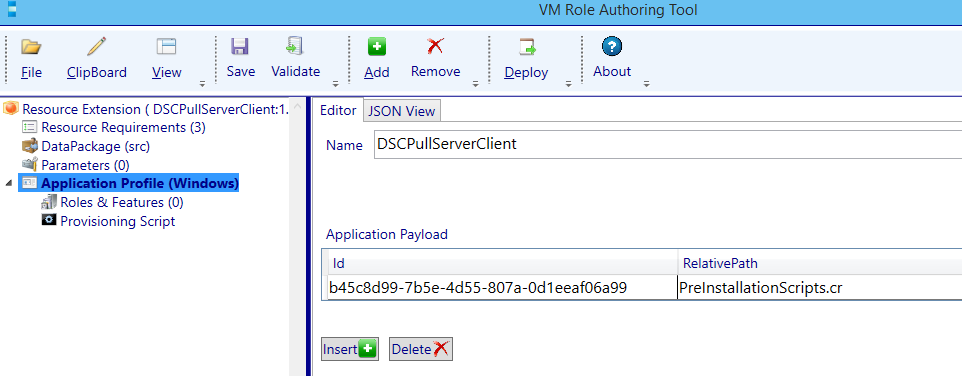 VM Role Authoring Tool
File ClipBoard View Save Validate Add Remove Deploy About
Resource Extension ( DSCPullServerClient:1.
Resource Requirements (3)
DataPackage (src)
Parameters (0)
Application Profile (Windows)
Roles & Features (0)
Provisioning Script
Editor JSON View
Name DSCPullServerClient
Application Payload
Id RelativePath
b45c8d99-7b5e-4d55-807a-0d1eeaf06a99 PreInstallationScripts.cr
Insert Delete